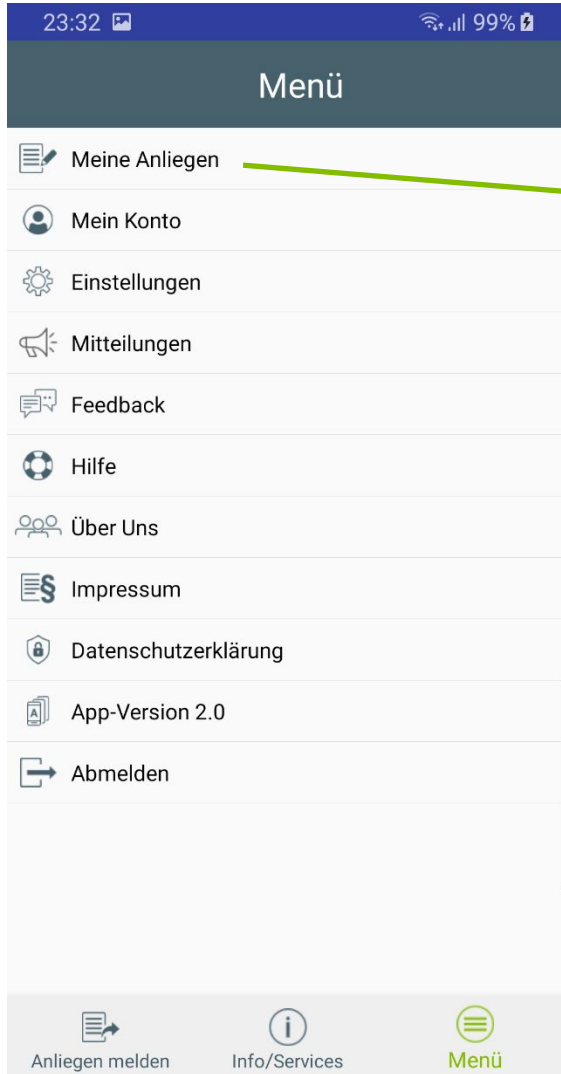 23:32 99%
Menü
Meine Anliegen
Mein Konto
Einstellungen
Mitteilungen
Feedback
Hilfe
Über Uns
§ Impressum
Datenschutzerklärung
A App-Version 2.0
Abmelden
i
Anliegen melden Info/Services Menü